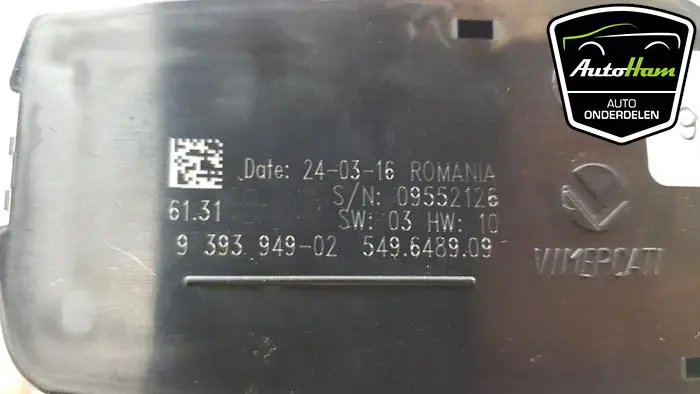 AutoHam
AUTO
ONDERDELEN
Date: 24-03-16 ROMANIA
S/N: 09552126
61.31
SW: 03 HW: 10
9 393 949-02 549.6489.09
VIMERCATI